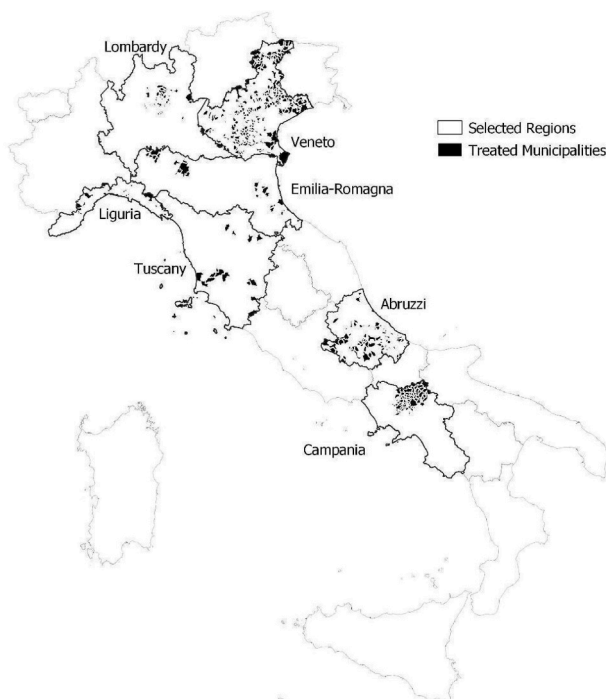 Lombardy
Selected Regions
Treated Municipalities
Veneto
Emilia-Romagna
Liguria
Tuscany
Abruzzi
Campania